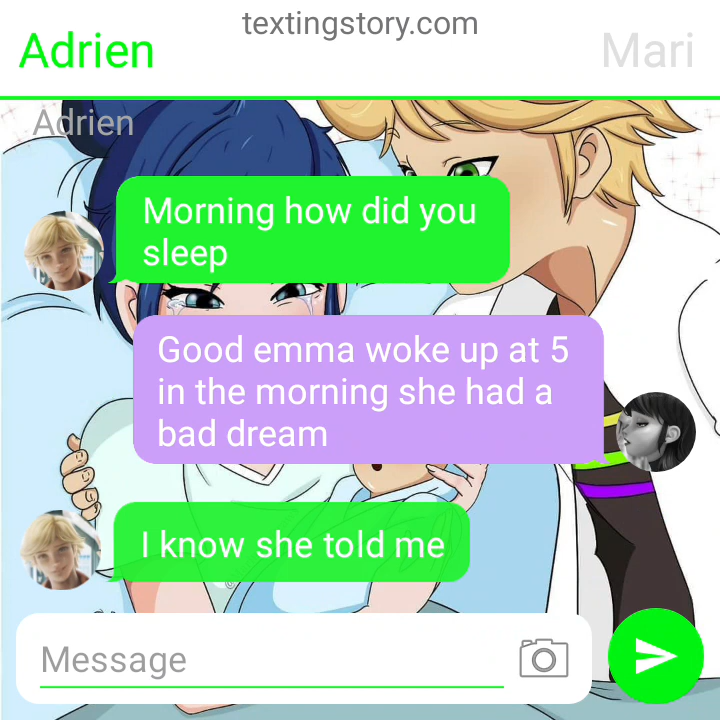 textingstory.com
Adrien
Mari
Adrien
Morning how did you
sleep
Good emma woke up at 5
in the morning she had a
bad dream
I know she told me
Message